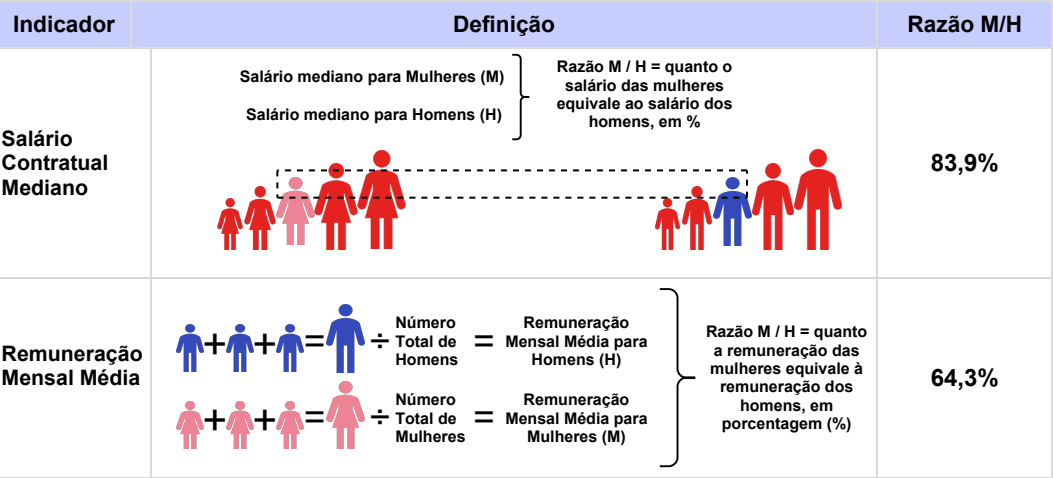 Indicador
Definição
Razão M/H
Salário
Contratual
Mediano
Salário mediano para Mulheres (M)
Salário mediano para Homens (H)
Razão M / H = quanto o
salário das mulheres
equivale ao salário dos
homens, em %
83,9%
Remuneração
Mensal Média
+
+
=
÷
Número
Total de
Homens
=
Remuneração
Mensal Média para
Homens (H)
+
+
=
÷
Número
Total de
Mulheres
=
Remuneração
Mensal Média para
Mulheres (M)
Razão M / H = quanto
a remuneração das
mulheres equivale à
remuneração dos
homens, em
porcentagem (%)
64,3%